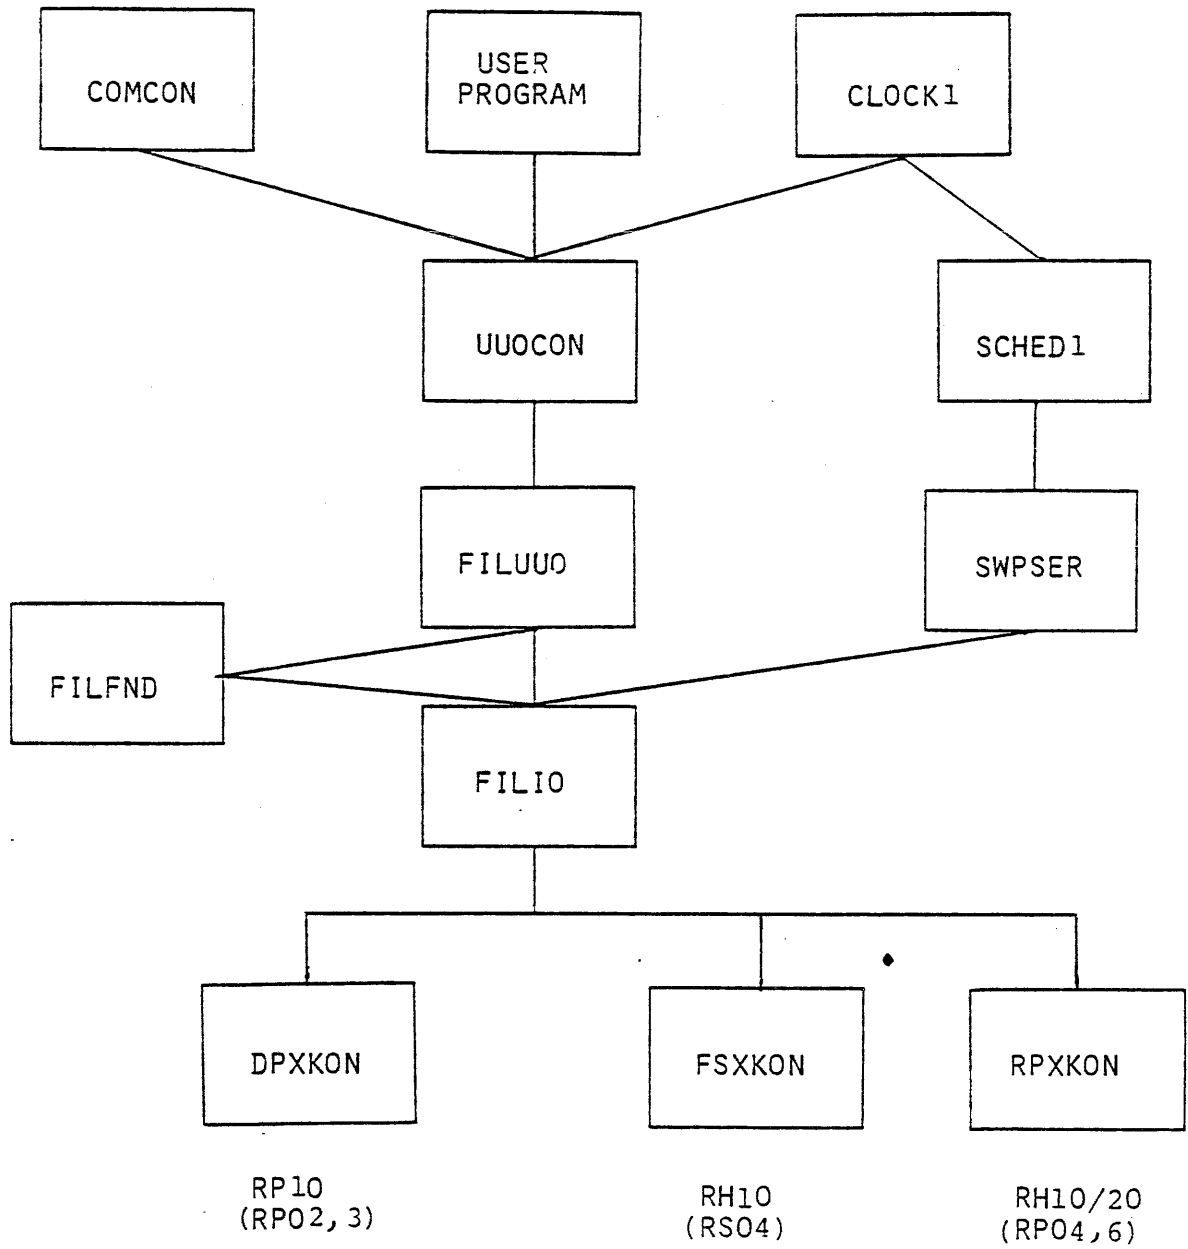 COMCON
USER
PROGRAM
CLOCK1
UUOCON
SCHED1
FILUUO
SWPSER
FILFND
FILIO
DPXKON
FSXKON
RPXKON
RP10
(RP02,3)
RH10
(RS04)
RH10/20
(RP04,6)